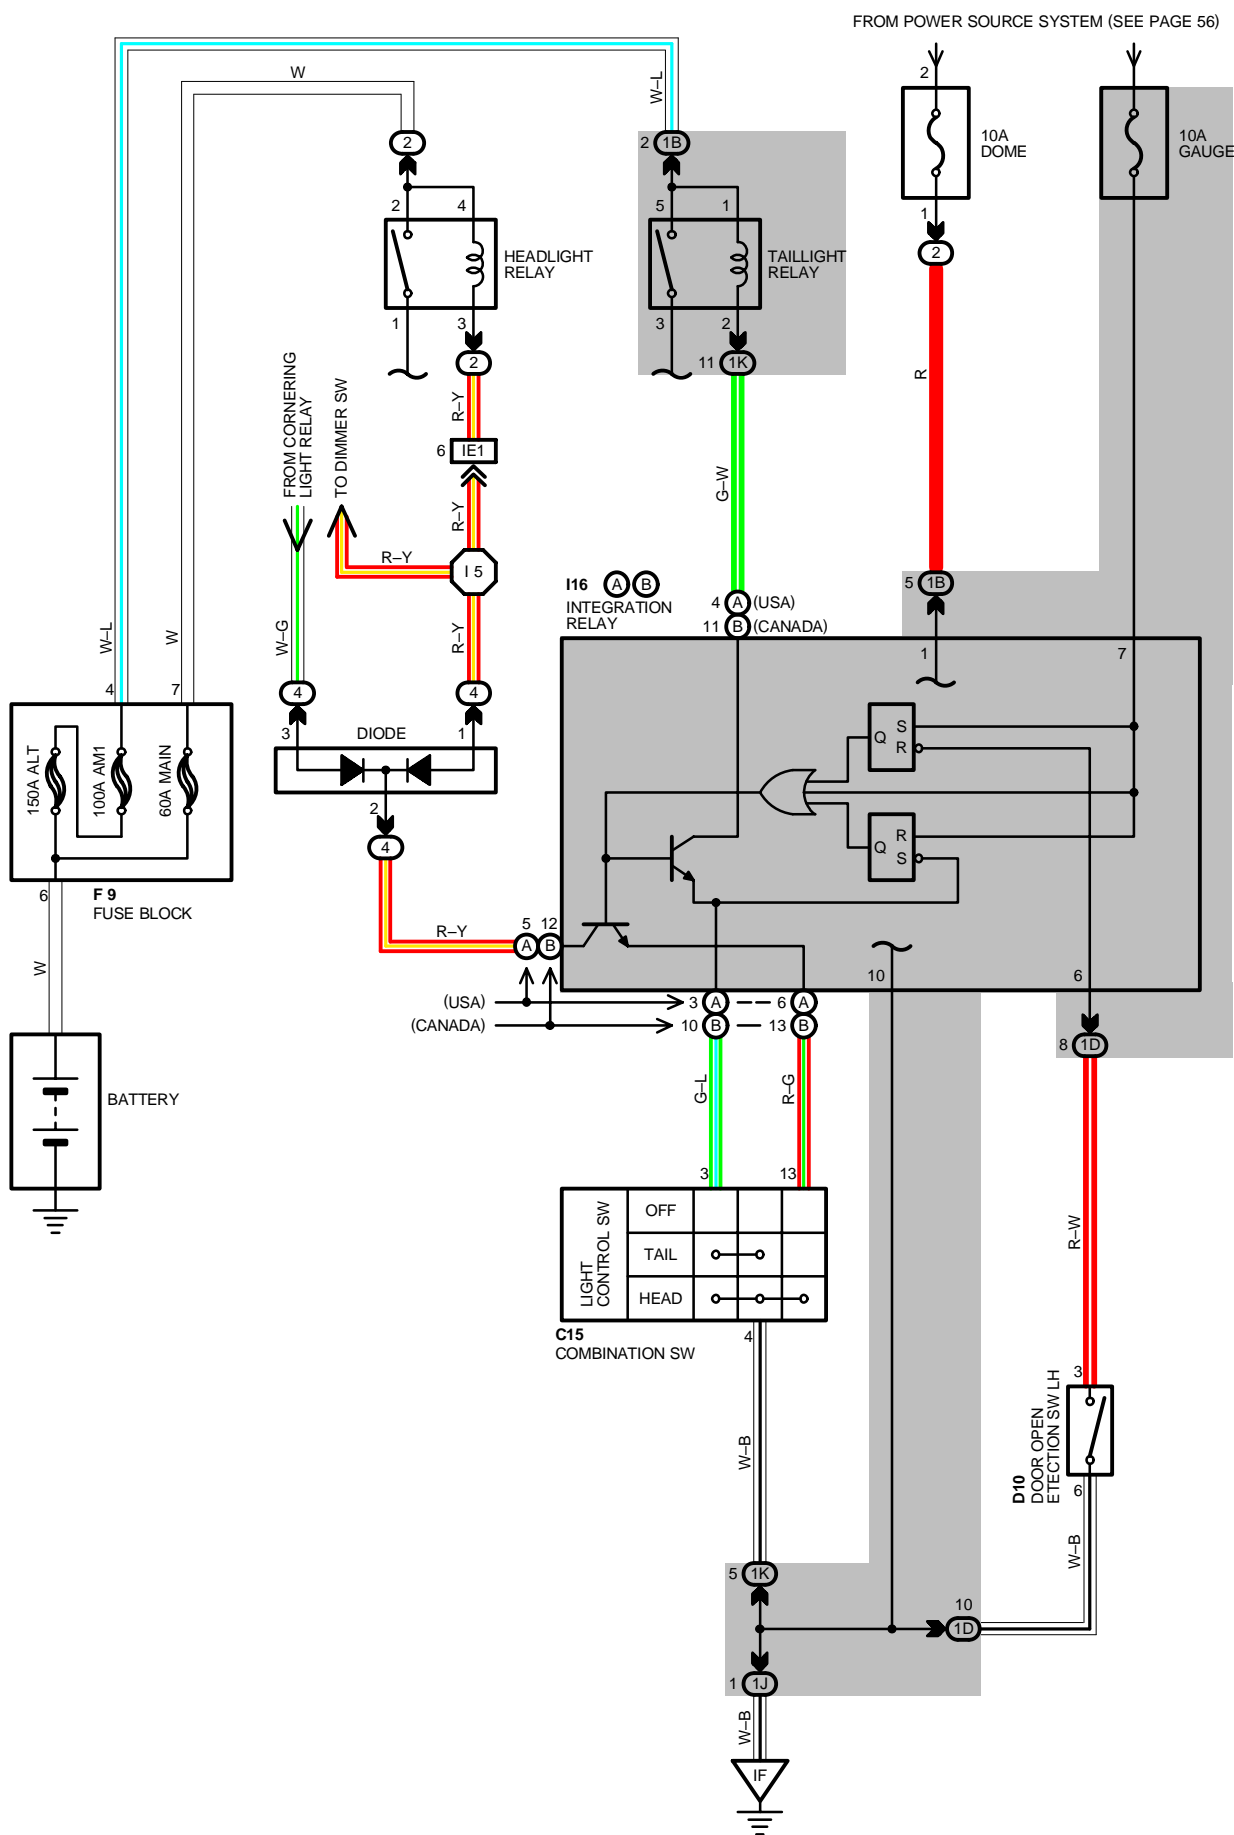 FROM POWER SOURCE SYSTEM (SEE PAGE 56)
W
W–L
2
10A
DOME
10A
GAUGE
2
2 1B
2 4
5 1
HEADLIGHT
RELAY
TAILLIGHT
RELAY
1
2
1 3
3 2
2
11 1K
R
FROM CORNERING
LIGHT RELAY
TO DIMMER SW
R–Y
6 IE1
G–W
R–Y
R–Y
I 5
5 1B
I16 A B
INTEGRATION
RELAY
4 A (USA)
11 B (CANADA)
W–L
W
W–G
R–Y
1 7
4 7
4 4
3 DIODE 1
S
Q
R
150A ALT
100A AM1
60A MAIN
2
4
R
Q
S
6
F 9
FUSE BLOCK
R–Y
5 12
A B
W
10 6
(USA)
3 A 6 A
(CANADA)
10 B 13 B
8 1D
BATTERY
G–L
R–G
3 13
LIGHT
CONTROL SW
OFF
TAIL
HEAD
R–W
C15
COMBINATION SW
4
3
D10
DOOR OPEN
ETECTION SW LH
6
W–B
W–B
5 1K
10
1D
1 1J
W–B
IF